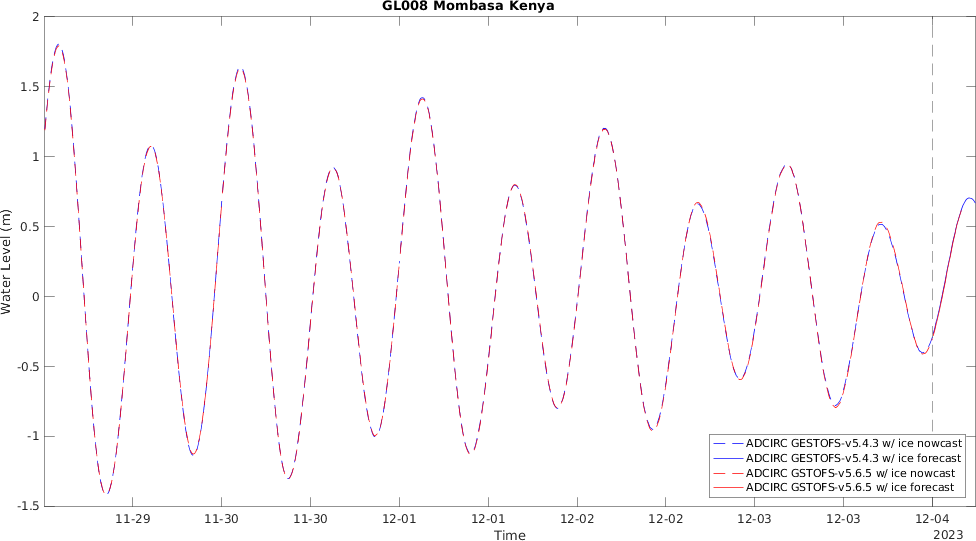 GL008 Mombasa Kenya
2
1.5
1
0.5
0
-0.5
-1
-1.5
Water Level (m)
11-29 11-30 11-30 12-01 12-01 12-02 12-02 12-03 12-03 12-04
Time
2023
ADCIRC GESTOFS-v5.4.3 w/ ice nowcast
ADCIRC GESTOFS-v5.4.3 w/ ice forecast
ADCIRC GSTOFS-v5.6.5 w/ ice nowcast
ADCIRC GSTOFS-v5.6.5 w/ ice forecast